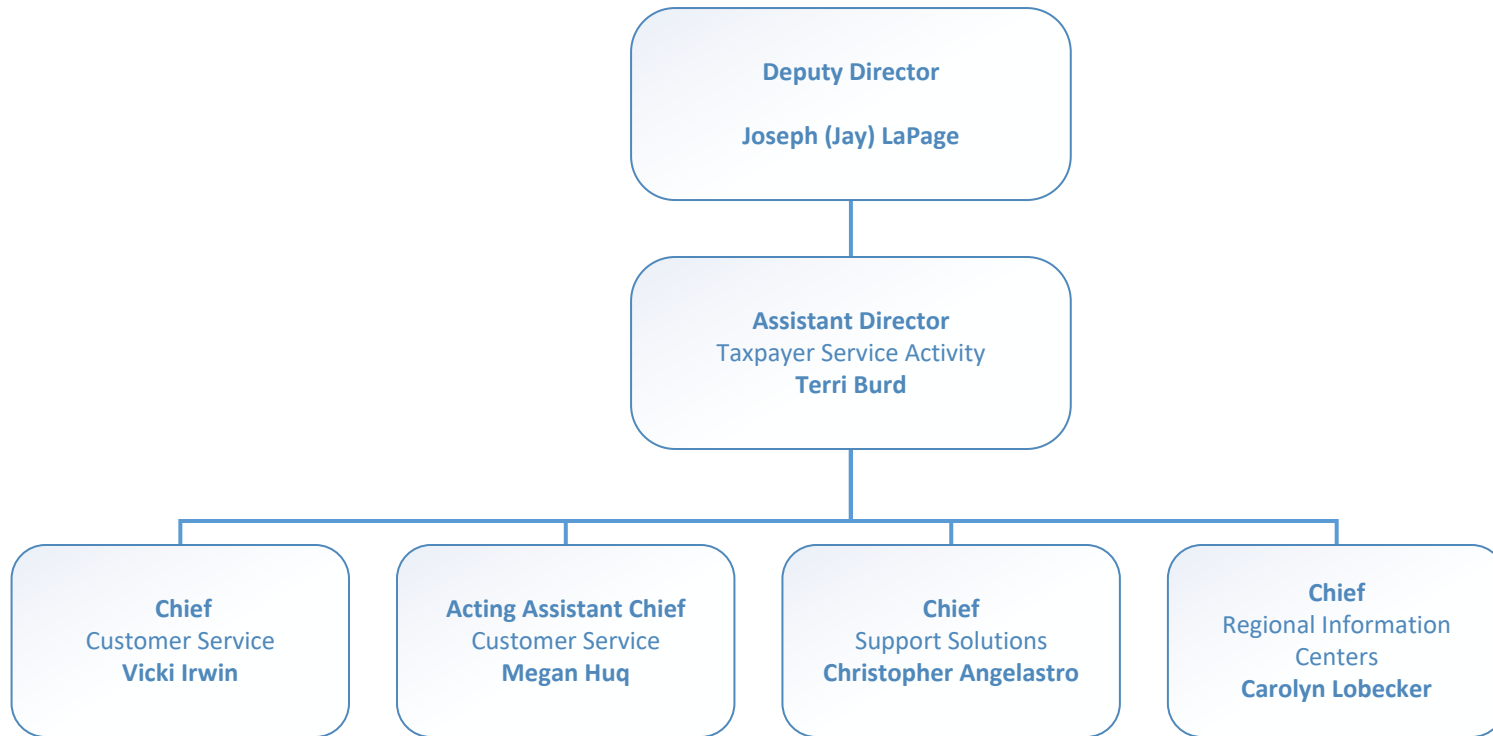 Deputy Director
Joseph (Jay) LaPage
Assistant Director
Taxpayer Service Activity
Terri Burd
Chief
Customer Service
Vicki Irwin
Acting Assistant Chief
Customer Service
Megan Huq
Chief
Support Solutions
Christopher Angelastro
Chief
Regional Information
Centers
Carolyn Lobecker